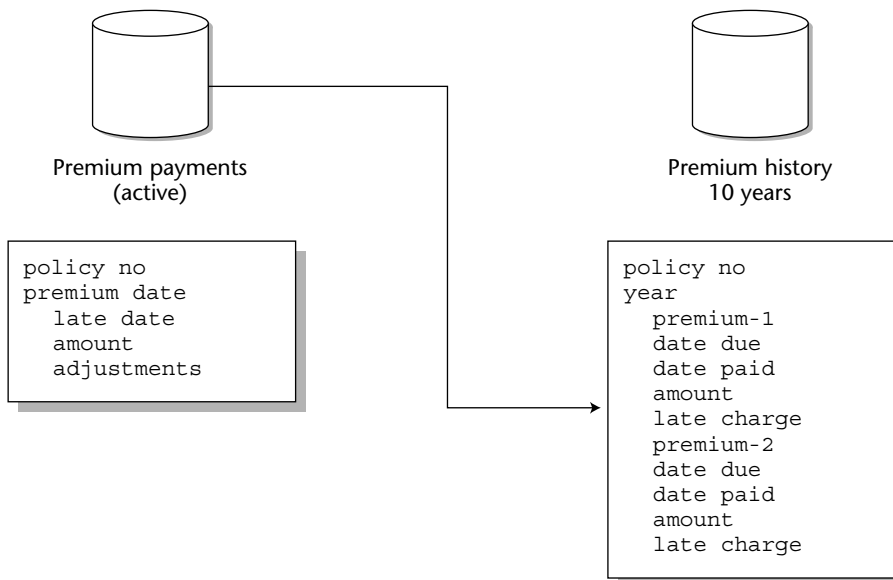 Premium payments
(active)
policy no
premium date
late date
amount
adjustments
Premium history
10 years
policy no
year
premium-1
date due
date paid
amount
late charge
premium-2
date due
date paid
amount
late charge